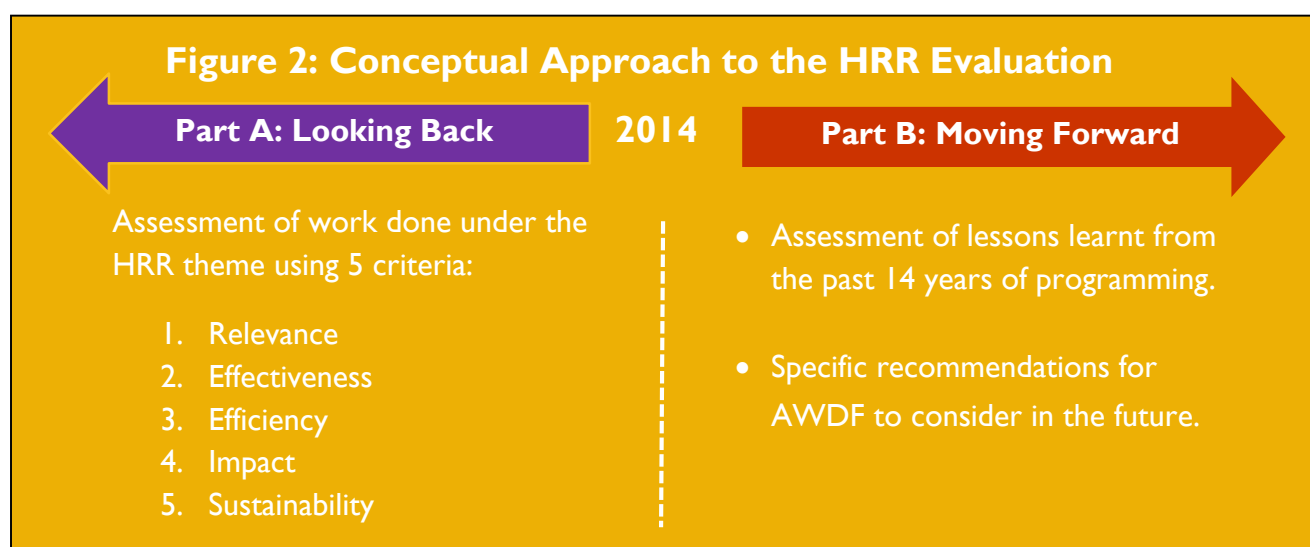 Figure 2: Conceptual Approach to the HRR Evaluation
Part A: Looking Back
2014
Part B: Moving Forward
Assessment of work done under the
HRR theme using 5 criteria:
1. Relevance
2. Effectiveness
3. Efficiency
4. Impact
5. Sustainability
• Assessment of lessons learnt from
the past 14 years of programming.
• Specific recommendations for
AWDF to consider in the future.